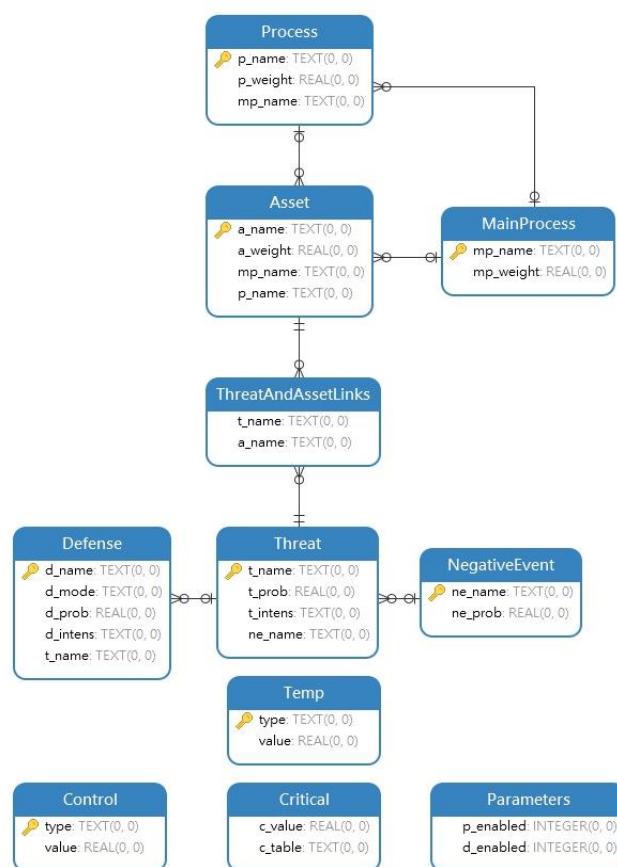 Process
p_name: TEXT(0, 0)
p_weight: REAL(0, 0)
mp_name: TEXT(0, 0)
Asset
a_name: TEXT(0, 0)
a_weight: REAL(0, 0)
mp_name: TEXT(0, 0)
p_name: TEXT(0, 0)
MainProcess
mp_name: TEXT(0, 0)
mp_weight: REAL(0, 0)
ThreatAndAssetLinks
t_name: TEXT(0, 0)
a_name: TEXT(0, 0)
Defense
d_name: TEXT(0, 0)
d_mode: TEXT(0, 0)
d_prob: REAL(0, 0)
d_intens: TEXT(0, 0)
t_name: TEXT(0, 0)
Threat
t_name: TEXT(0, 0)
t_prob: REAL(0, 0)
t_intens: TEXT(0, 0)
ne_name: TEXT(0, 0)
NegativeEvent
ne_name: TEXT(0, 0)
ne_prob: REAL(0, 0)
Temp
type: TEXT(0, 0)
value: REAL(0, 0)
Control
type: TEXT(0, 0)
value: REAL(0, 0)
Critical
c_value: REAL(0, 0)
c_table: TEXT(0, 0)
Parameters
p_enabled: INTEGER(0, 0)
d_enabled: INTEGER(0, 0)